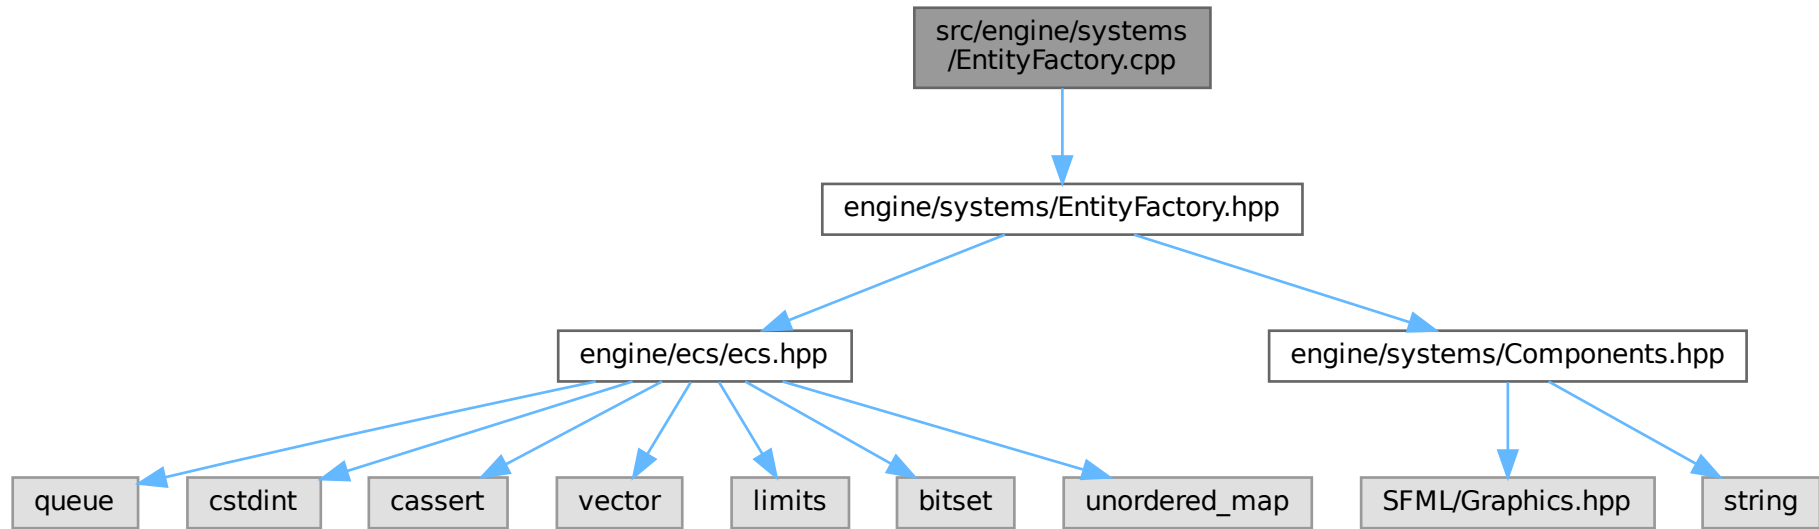 src/engine/systems
/EntityFactory.cpp
engine/systems/EntityFactory.hpp
engine/ecs/ecs.hpp
engine/systems/Components.hpp
queue
cstdint
cassert
vector
limits
bitset
unordered_map
SFML/Graphics.hpp
string